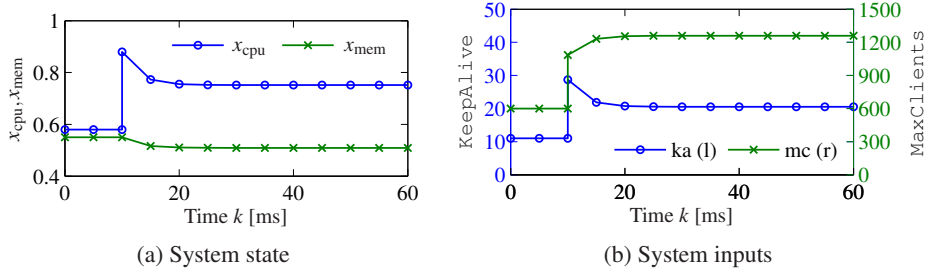 1
0.8
0.6
0.4
x_cpu, x_mem
x_cpu
x_mem
0
20
40
60
Time k [ms]
(a) System state
50
40
30
20
10
0
KeepAlive
1500
1200
900
600
300
0
MaxClients
ka (l)
mc (r)
0
20
40
60
Time k [ms]
(b) System inputs